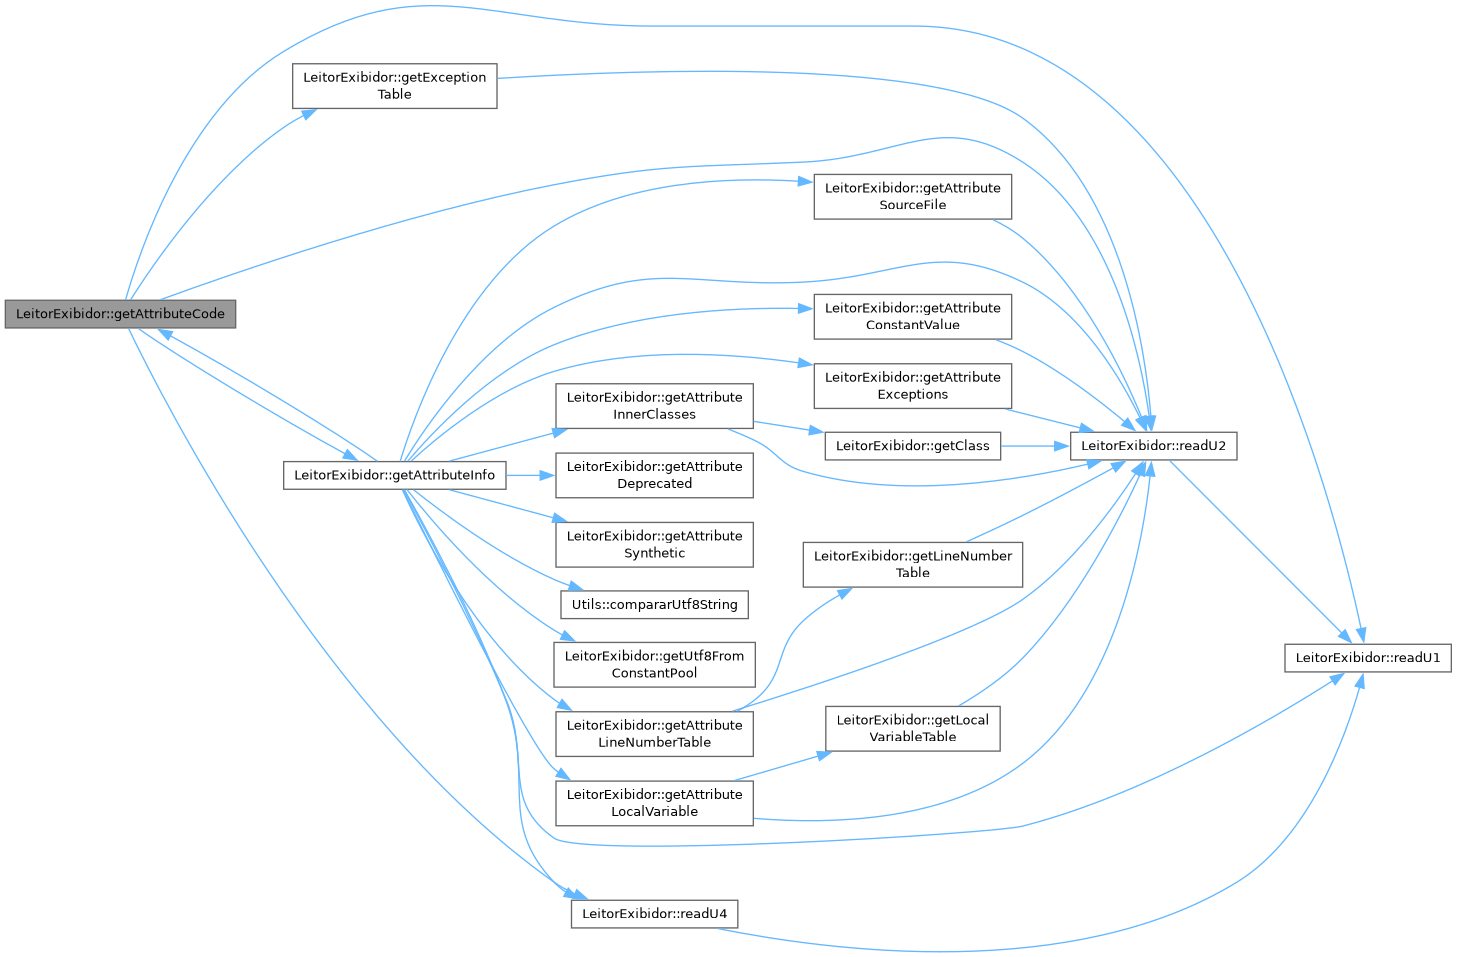 LeitorExibidor::getException
Table
LeitorExibidor::getAttribute
SourceFile
LeitorExibidor::getAttributeCode
LeitorExibidor::getAttribute
ConstantValue
LeitorExibidor::getAttribute
Exceptions
LeitorExibidor::getAttribute
InnerClasses
LeitorExibidor::getClass
LeitorExibidor::readU2
LeitorExibidor::getAttributeInfo
LeitorExibidor::getAttribute
Deprecated
LeitorExibidor::getAttribute
Synthetic
LeitorExibidor::getLineNumber
Table
Utils::compararUtf8String
LeitorExibidor::getUtf8From
ConstantPool
LeitorExibidor::readU1
LeitorExibidor::getAttribute
LineNumberTable
LeitorExibidor::getLocal
VariableTable
LeitorExibidor::getAttribute
LocalVariable
LeitorExibidor::readU4